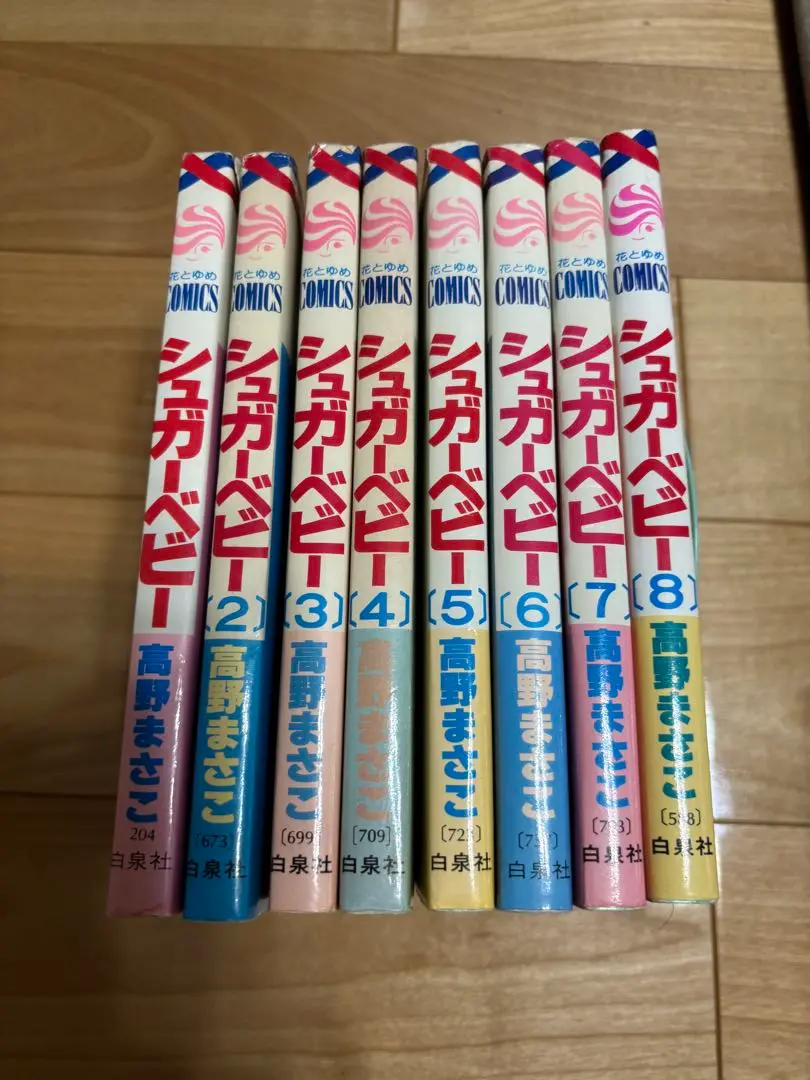 花とゆめ
COMICS
シュガーベビー
高野まさこ
204
白泉社
花とゆめ
COMICS
シュガーベビー
〔2〕
高野まさこ
〔673〕
白泉社
花とゆめ
COMICS
シュガーベビー
〔3〕
高野まさこ
〔699〕
白泉社
花とゆめ
COMICS
シュガーベビー
〔4〕
高野まさこ
〔709〕
白泉社
花とゆめ
COMICS
シュガーベビー
〔5〕
高野まさこ
白泉社
花とゆめ
COMICS
シュガーベビー
〔6〕
高野まさこ
白泉社
花とゆめ
COMICS
シュガーベビー
〔7〕
高野まさこ
白泉社
花とゆめ
COMICS
シュガーベビー
〔8〕
高野まさこ
白泉社